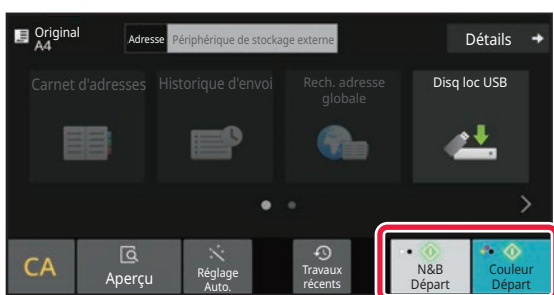 Original
A4
Adresse Périphérique de stockage externe
Détails
Carnet d'adresses
Historique d'envoi
Rech. adresse
globale
Disq loc USB
CA
Aperçu
Réglage
Auto.
Travaux
récents
N&B
Départ
Couleur
Départ